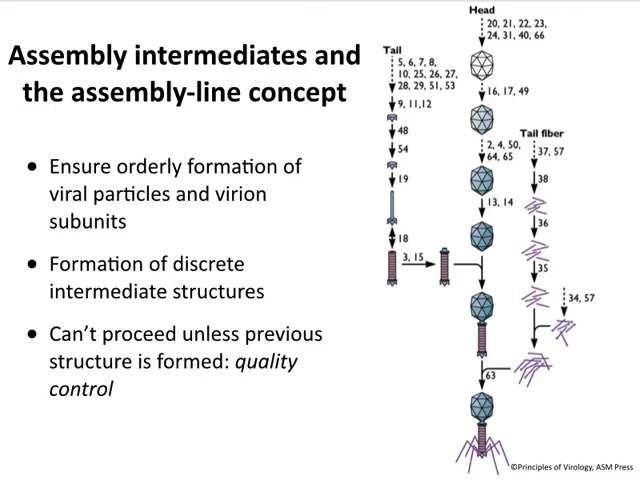 Assembly intermediates and
the assembly-line concept
• Ensure orderly formation of
viral particles and virion
subunits
• Formation of discrete
intermediate structures
• Can't proceed unless previous
structure is formed: quality
control
Tail
5, 6, 7, 8,
10, 25, 26, 27,
28, 29, 51, 53
9, 11,12
48
54
19
18
3, 15
Head
20, 21, 22, 23,
24, 31, 40, 66
16, 17, 49
2, 4, 50,
64, 65
13, 14
Tail fiber
37, 57
38
36
35
34, 57
63
©Principles of Virology, ASM Press